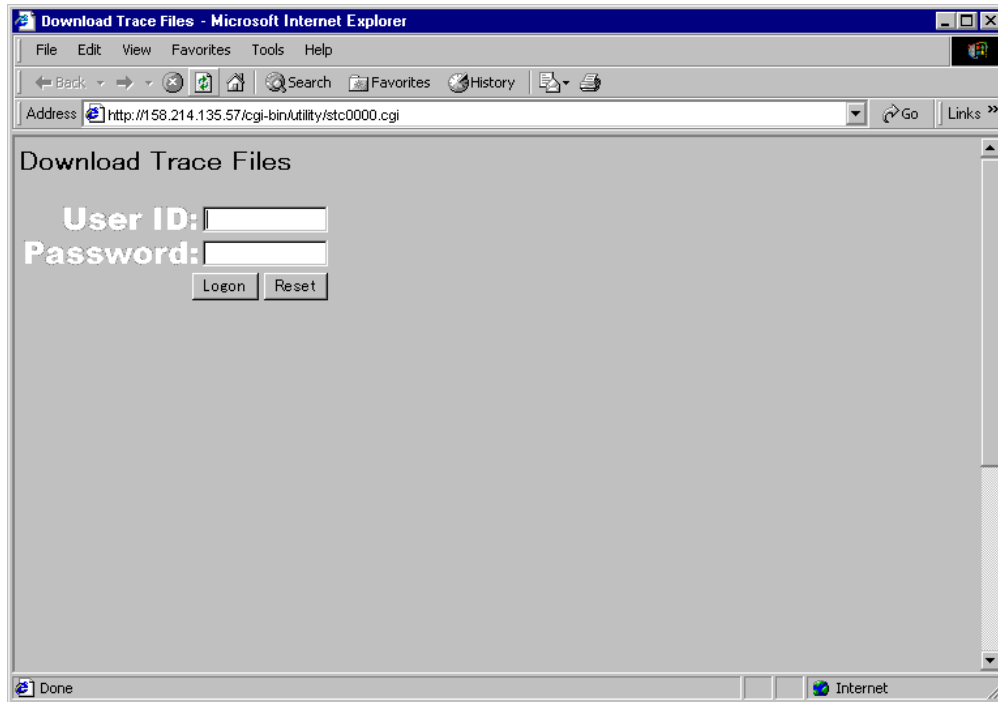 Download Trace Files - Microsoft Internet Explorer
File Edit View Favorites Tools Help
Back Search Favorites History
Address http://158.214.135.57/cgi-bin/utility/stc0000.cgi Go Links »
Download Trace Files
User ID:
Password:
Logon Reset
Done Internet